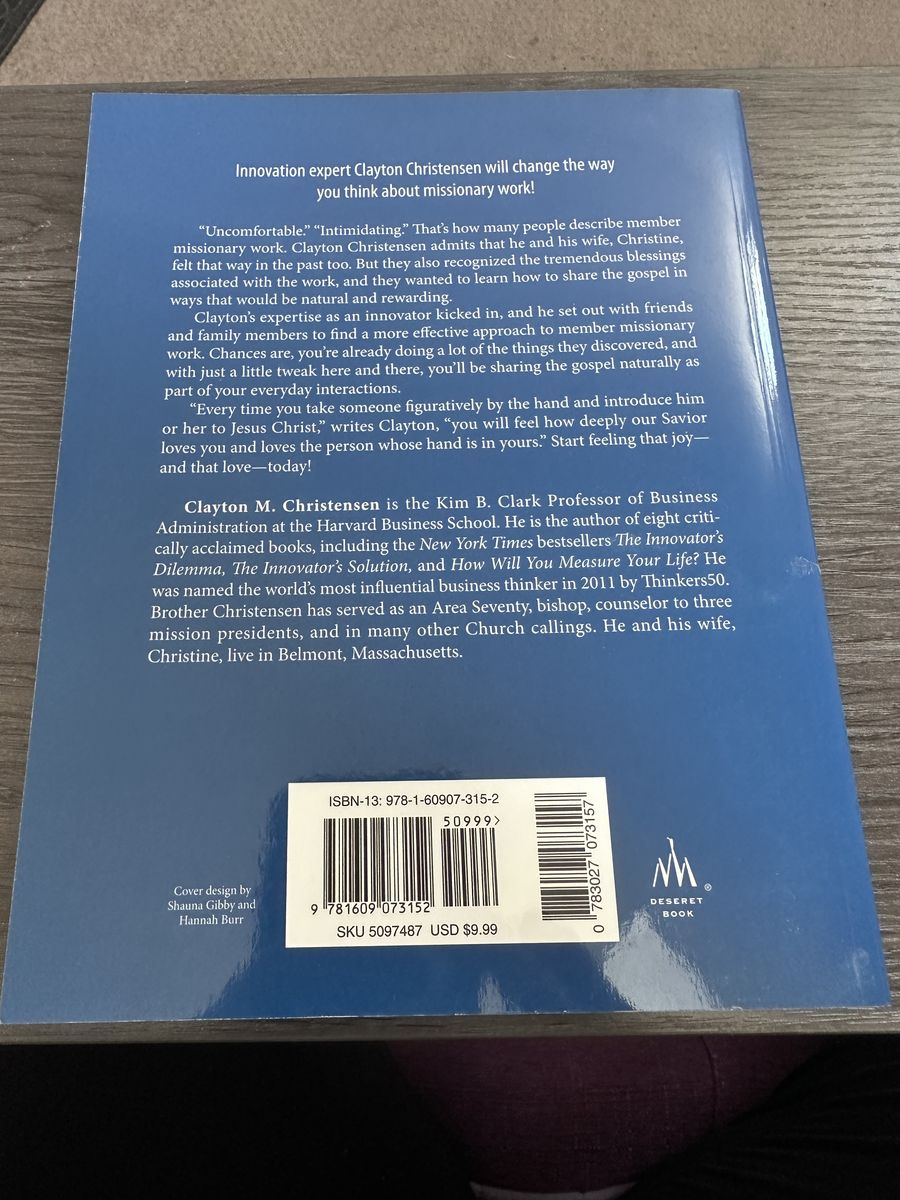 Innovation expert Clayton Christensen will change the way
you think about missionary work!
“Uncomfortable.” “Intimidating.” That’s how many people describe member
missionary work. Clayton Christensen admits that he and his wife, Christine,
felt that way in the past too. But they also recognized the tremendous blessings
associated with the work, and they wanted to learn how to share the gospel in
ways that would be natural and rewarding.
Clayton’s expertise as an innovator kicked in, and he set out with friends
and family members to find a more effective approach to member missionary
work. Chances are, you’re already doing a lot of the things they discovered, and
with just a little tweak here and there, you’ll be sharing the gospel naturally as
part of your everyday interactions.
“Every time you take someone figuratively by the hand and introduce him
or her to Jesus Christ,” writes Clayton, “you will feel how deeply our Savior
loves you and loves the person whose hand is in yours.” Start feeling that joy—
and that love—today!
Clayton M. Christensen is the Kim B. Clark Professor of Business
Administration at the Harvard Business School. He is the author of eight criti-
cally acclaimed books, including the New York Times bestsellers The Innovator’s
Dilemma, The Innovator’s Solution, and How Will You Measure Your Life? He
was named the world’s most influential business thinker in 2011 by Thinkers50.
Brother Christensen has served as an Area Seventy, bishop, counselor to three
mission presidents, and in many other Church callings. He and his wife,
Christine, live in Belmont, Massachusetts.
Cover design by
Shauna Gibby and
Hannah Burr
ISBN-13: 978-1-60907-315-2
50999>
9 781609 073152
SKU 5097487 USD $9.99
0 783027 073157
®
DESERET
BOOK